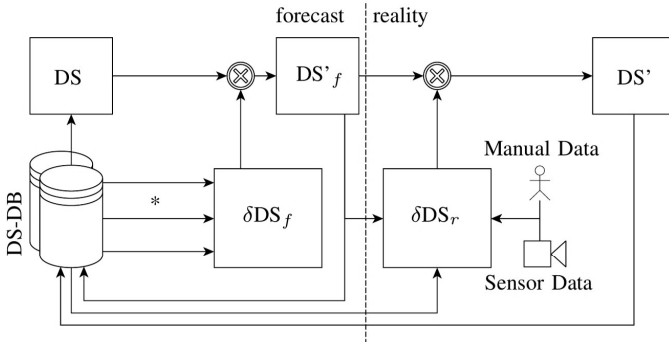 forecast reality
DS
DS'f
DS'
DS-DB
*
δDSf
δDSr
Manual Data
Sensor Data